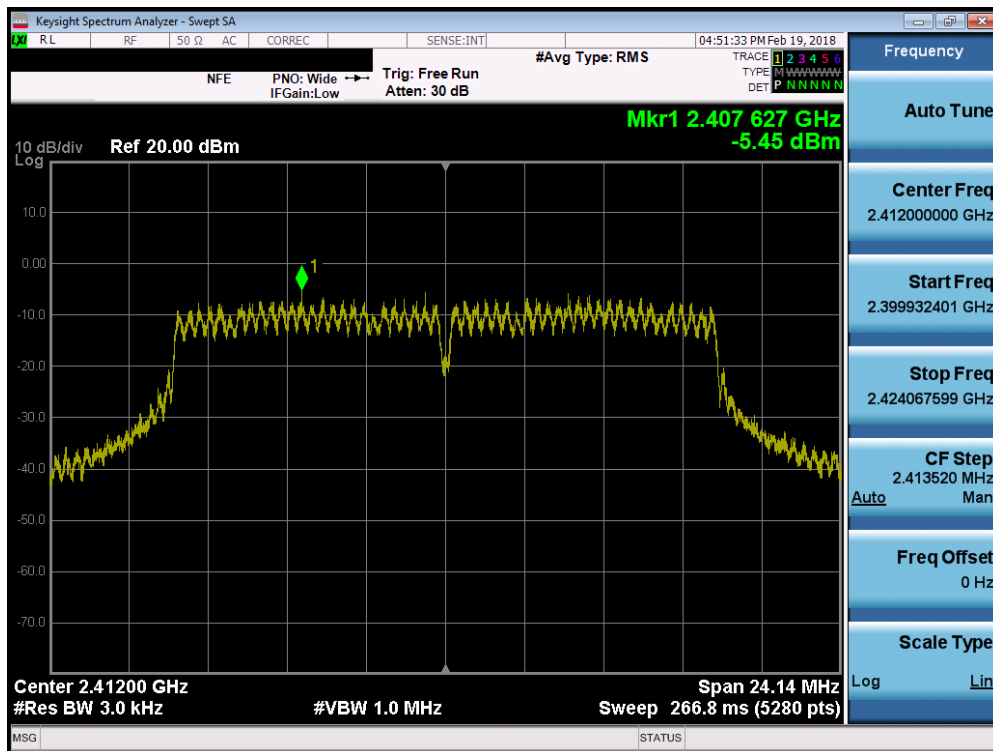 Keysight Spectrum Analyzer - Swept SA
LXI RL RF 50 Ω AC CORREC SENSE:INT 04:51:33 PM Feb 19, 2018
#Avg Type: RMS TRACE 1 2 3 4 5 6
NFE PNO: Wide Trig: Free Run TYPE M W W W W W
IFGain:Low Atten: 30 dB DET P N N N N N
Mkr1 2.407 627 GHz
-5.45 dBm
10 dB/div Ref 20.00 dBm
Log
10.0
0.00
1
-10.0
-20.0
-30.0
-40.0
-50.0
-60.0
-70.0
Center 2.41200 GHz Span 24.14 MHz
#Res BW 3.0 kHz #VBW 1.0 MHz Sweep 266.8 ms (5280 pts)
MSG STATUS
Frequency
Auto Tune
Center Freq
2.412000000 GHz
Start Freq
2.399932401 GHz
Stop Freq
2.424067599 GHz
CF Step
2.413520 MHz
Auto Man
Freq Offset
0 Hz
Scale Type
Log Lin